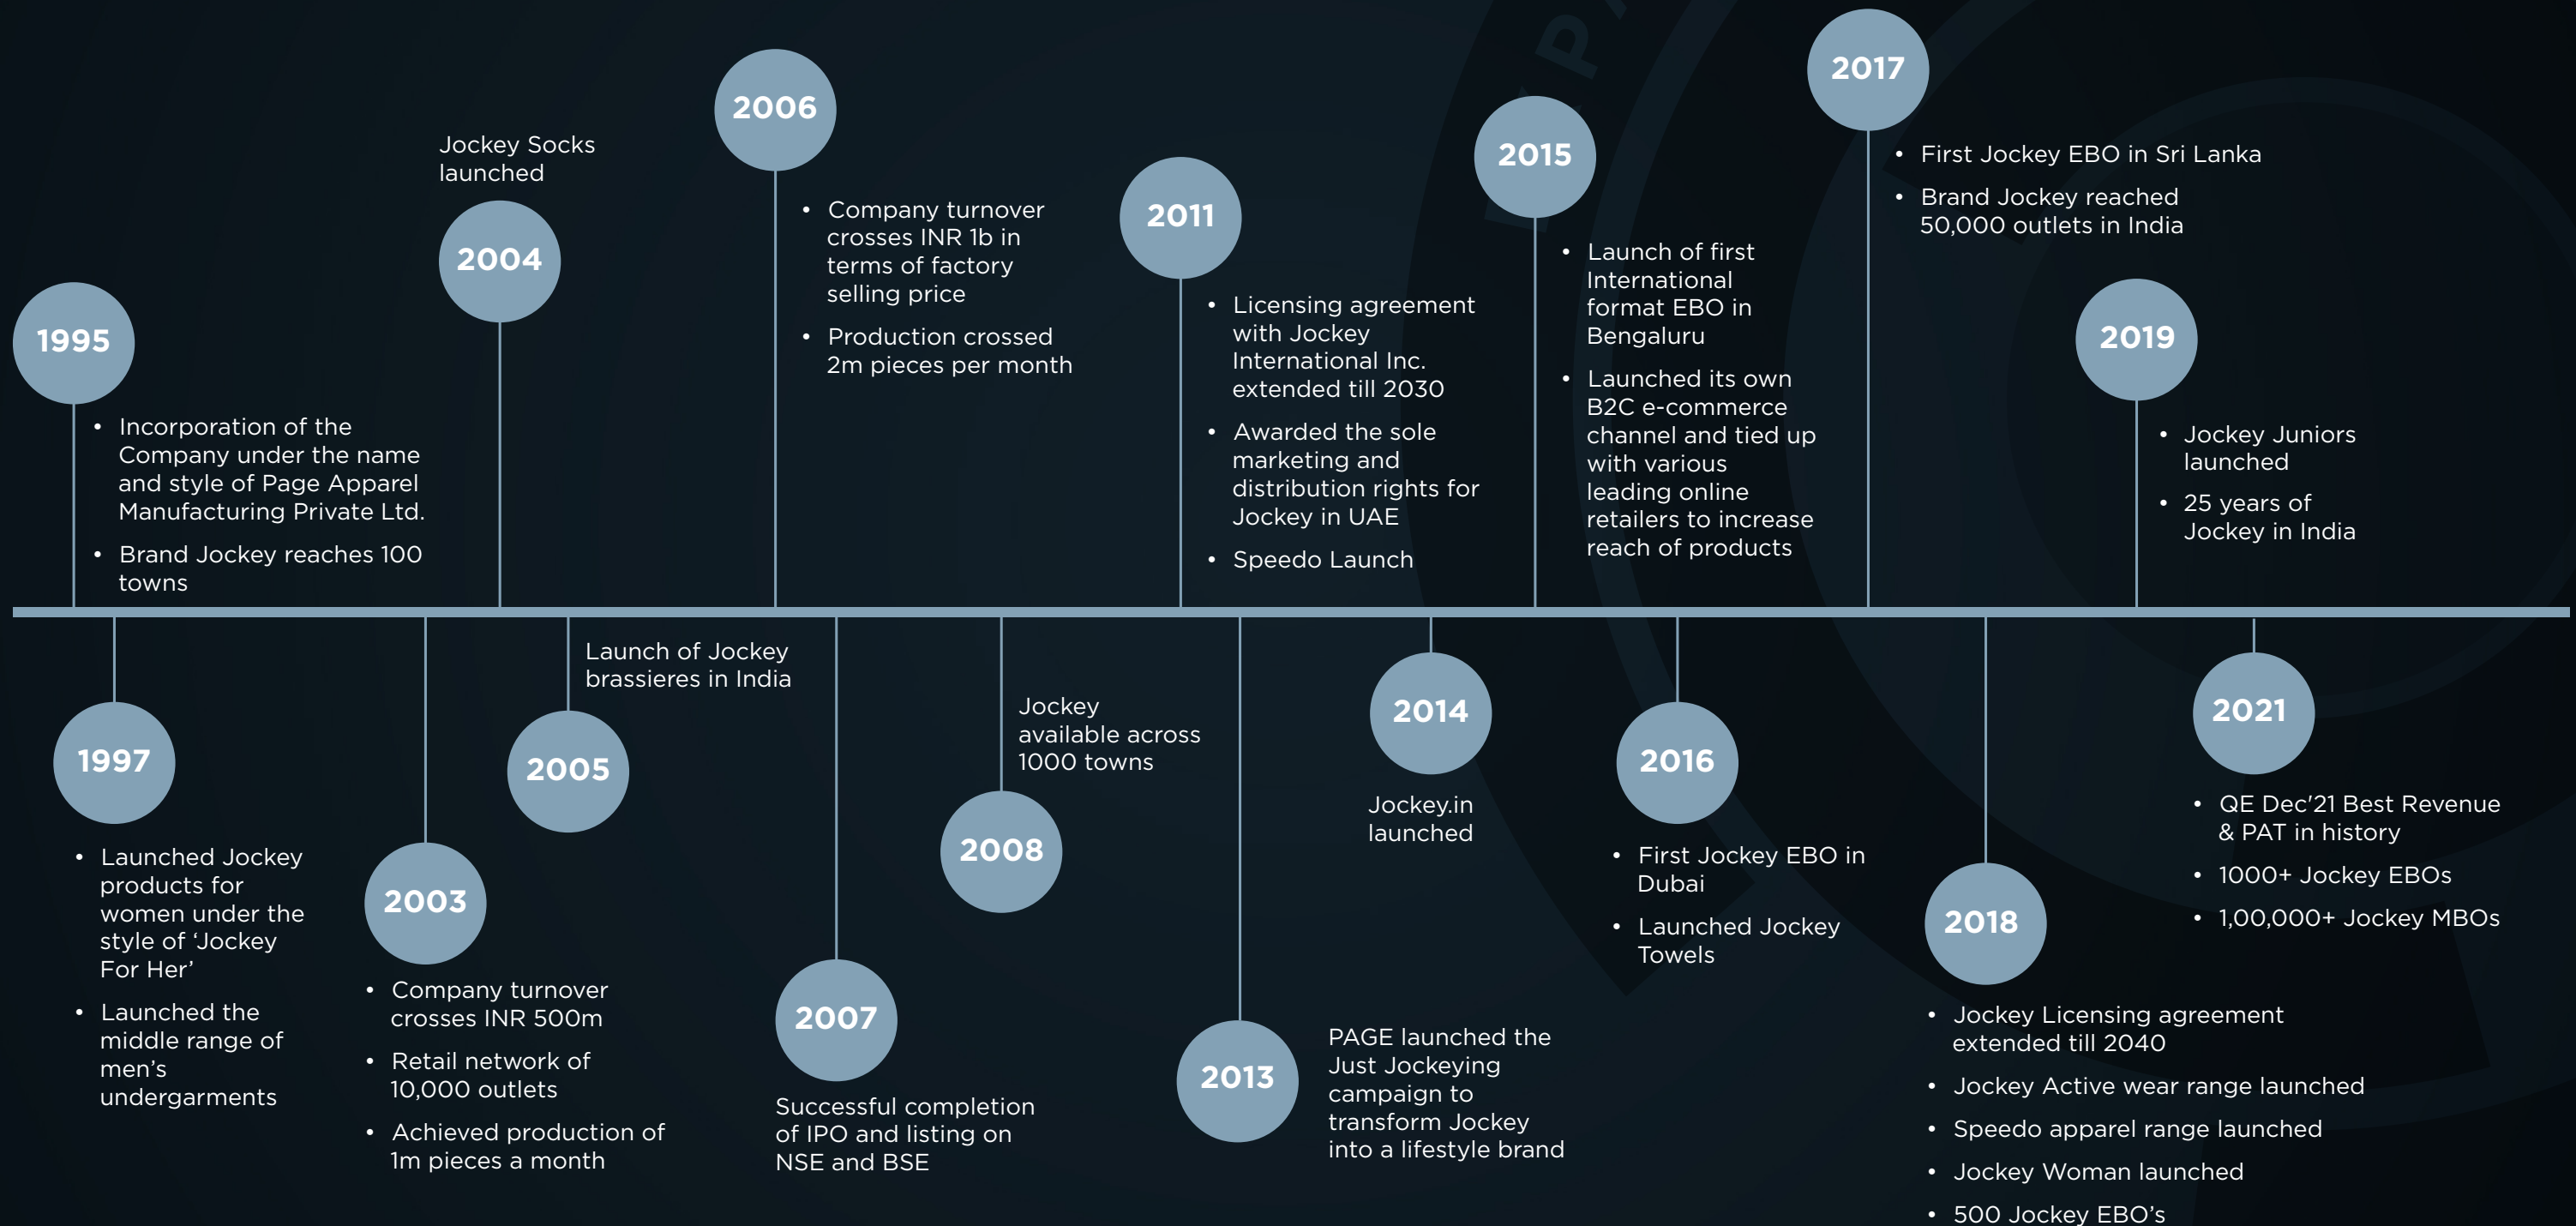 1995
• Incorporation of the
Company under the name
and style of Page Apparel
Manufacturing Private Ltd.
• Brand Jockey reaches 100
towns
1997
• Launched Jockey
products for
women under the
style of ‘Jockey
For Her’
• Launched the
middle range of
men’s
undergarments
2003
• Company turnover
crosses INR 500m
• Retail network of
10,000 outlets
• Achieved production of
1m pieces a month
Jockey Socks
launched
2004
Launch of Jockey
brassieres in India
2005
2006
• Company turnover
crosses INR 1b in
terms of factory
selling price
• Production crossed
2m pieces per month
2007
Successful completion
of IPO and listing on
NSE and BSE
Jockey
available across
1000 towns
2008
2011
• Licensing agreement
with Jockey
International Inc.
extended till 2030
• Awarded the sole
marketing and
distribution rights for
Jockey in UAE
• Speedo Launch
2013
PAGE launched the
Just Jockeying
campaign to
transform Jockey
into a lifestyle brand
2014
Jockey.in
launched
2015
• Launch of first
International
format EBO in
Bengaluru
• Launched its own
B2C e-commerce
channel and tied up
with various
leading online
retailers to increase
reach of products
2016
• First Jockey EBO in
Dubai
• Launched Jockey
Towels
2017
• First Jockey EBO in Sri Lanka
• Brand Jockey reached
50,000 outlets in India
2018
• Jockey Licensing agreement
extended till 2040
• Jockey Active wear range launched
• Speedo apparel range launched
• Jockey Woman launched
• 500 Jockey EBO’s
2019
• Jockey Juniors
launched
• 25 years of
Jockey in India
2021
• QE Dec'21 Best Revenue
& PAT in history
• 1000+ Jockey EBOs
• 1,00,000+ Jockey MBOs